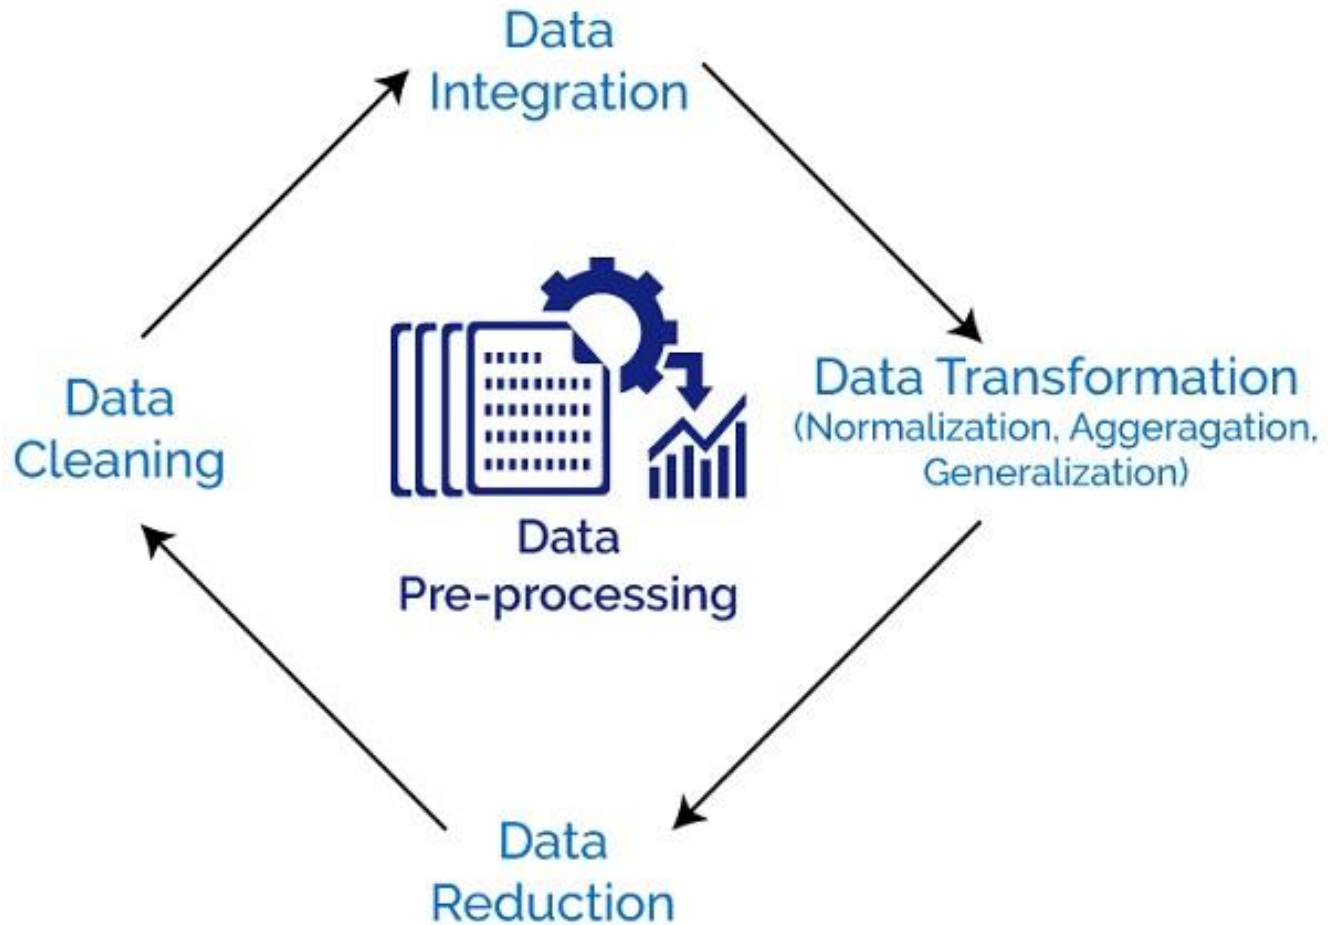 Data
Integration
Data Transformation
(Normalization, Aggeragation,
Generalization)
Data
Cleaning
Data
Pre-processing
Data
Reduction